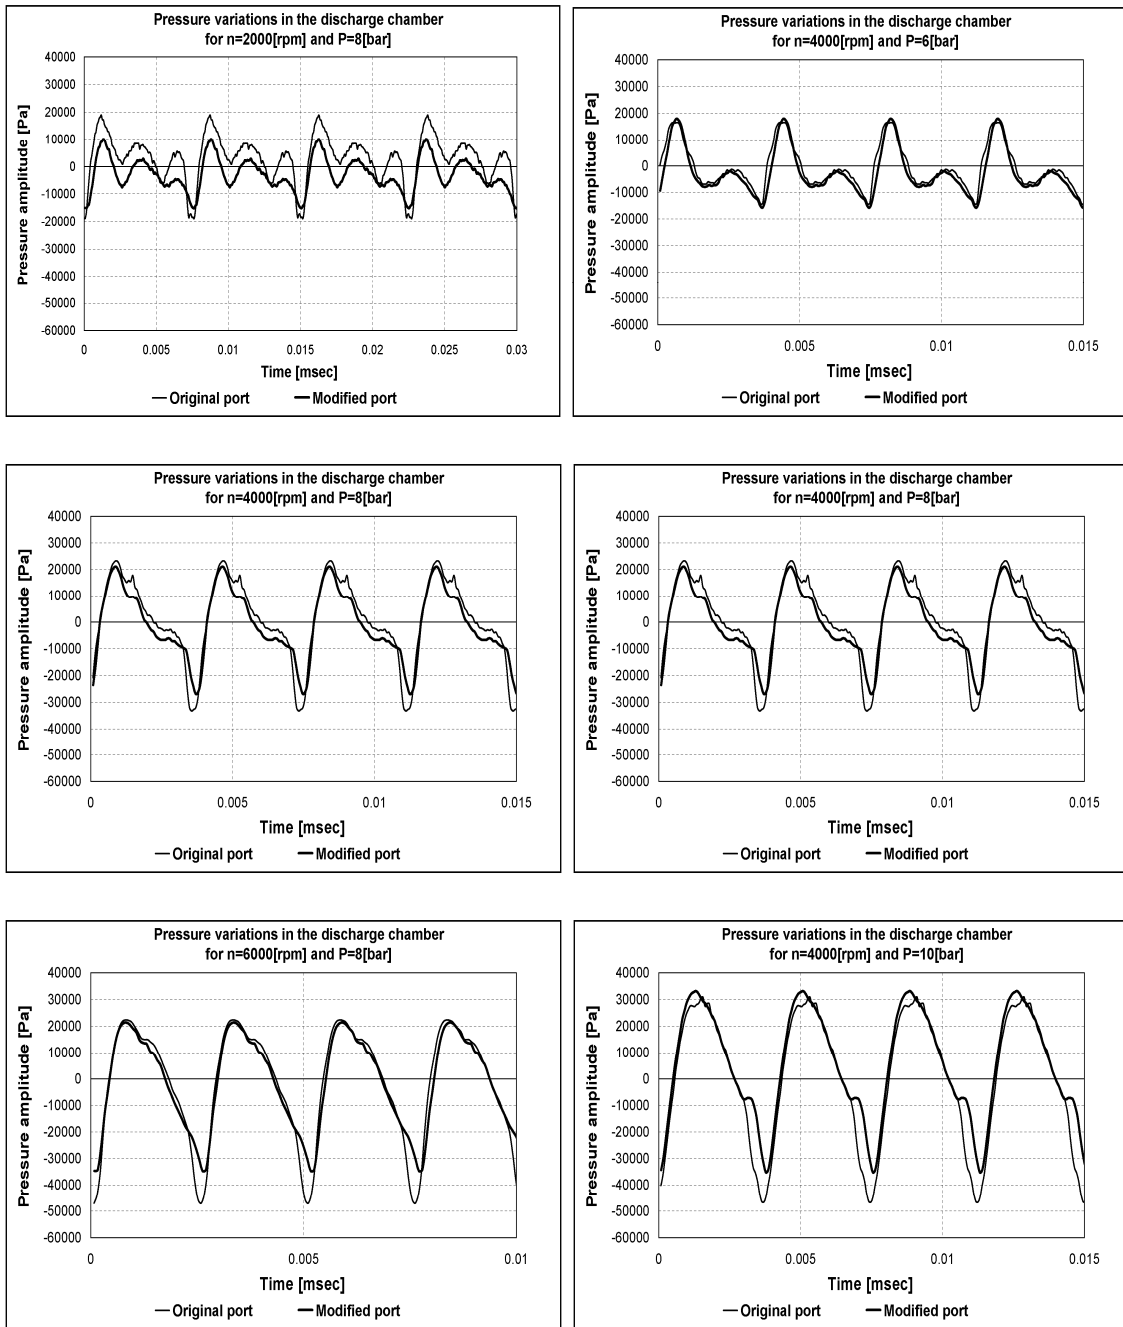 Pressure variations in the discharge chamber
for n=2000[rpm] and P=8[bar]
Pressure amplitude [Pa]
40000
30000
20000
10000
0
-10000
-20000
-30000
-40000
-50000
-60000
0 0.005 0.01 0.015 0.02 0.025 0.03
Time [msec]
Original port Modified port
Pressure variations in the discharge chamber
for n=4000[rpm] and P=6[bar]
Pressure amplitude [Pa]
40000
30000
20000
10000
0
-10000
-20000
-30000
-40000
-50000
-60000
0 0.005 0.01 0.015
Time [msec]
Original port Modified port
Pressure variations in the discharge chamber
for n=4000[rpm] and P=8[bar]
Pressure amplitude [Pa]
40000
30000
20000
10000
0
-10000
-20000
-30000
-40000
-50000
-60000
0 0.005 0.01 0.015
Time [msec]
Original port Modified port
Pressure variations in the discharge chamber
for n=4000[rpm] and P=8[bar]
Pressure amplitude [Pa]
40000
30000
20000
10000
0
-10000
-20000
-30000
-40000
-50000
-60000
0 0.005 0.01 0.015
Time [msec]
Original port Modified port
Pressure variations in the discharge chamber
for n=6000[rpm] and P=8[bar]
Pressure amplitude [Pa]
40000
30000
20000
10000
0
-10000
-20000
-30000
-40000
-50000
-60000
0 0.005 0.01
Time [msec]
Original port Modified port
Pressure variations in the discharge chamber
for n=4000[rpm] and P=10[bar]
Pressure amplitude [Pa]
40000
30000
20000
10000
0
-10000
-20000
-30000
-40000
-50000
-60000
0 0.005 0.01 0.015
Time [msec]
Original port Modified port